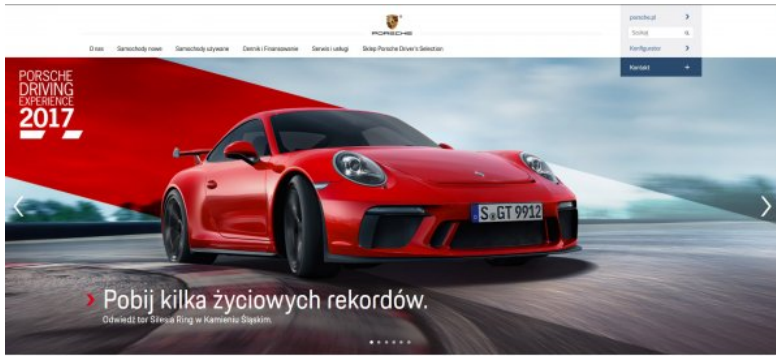 PORSCHE
porsche.pl
Szukaj
Konfigurator
Kontakt
O nas Samochody nowe Samochody używane Cennik i Finansowanie Serwis i usługi Sklep Porsche Driver's Selection
PORSCHE
DRIVING
EXPERIENCE
2017
S GT 9912
Pobij kilka życiowych rekordów.
Odwiedź tor Silesia Ring w Kamieniu Śląskim.